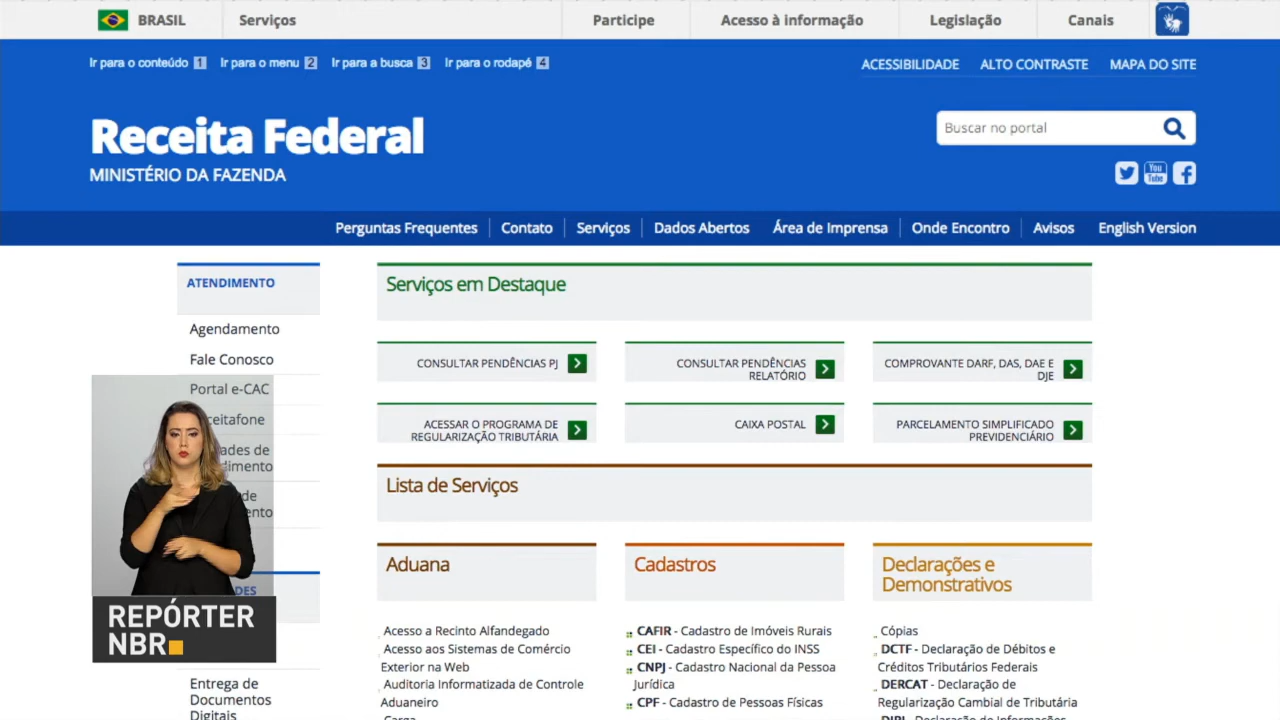 BRASIL
Serviços
Participe
Acesso à informação
Legislação
Canais
Ir para o conteúdo 1
Ir para o menu 2
Ir para a busca 3
Ir para o rodapé 4
ACESSIBILIDADE
ALTO CONTRASTE
MAPA DO SITE
Receita Federal
MINISTÉRIO DA FAZENDA
Buscar no portal
You
Tube
Perguntas Frequentes
Contato
Serviços
Dados Abertos
Área de Imprensa
Onde Encontro
Avisos
English Version
ATENDIMENTO
Agendamento
Fale Conosco
Portal e-CAC
REPÓRTER
NBR
Entrega de
Documentos
Digitais
Serviços em Destaque
CONSULTAR PENDÊNCIAS PJ
CONSULTAR PENDÊNCIAS
RELATÓRIO
COMPROVANTE DARF, DAS, DAE E
DJE
ACESSAR O PROGRAMA DE
REGULARIZAÇÃO TRIBUTÁRIA
CAIXA POSTAL
PARCELAMENTO SIMPLIFICADO
PREVIDENCIÁRIO
Lista de Serviços
Aduana
Acesso a Recinto Alfandegado
Acesso aos Sistemas de Comércio
Exterior na Web
Auditoria Informatizada de Controle
Aduaneiro
Carga
Cadastros
CAFIR - Cadastro de Imóveis Rurais
CEI - Cadastro Específico do INSS
CNPJ - Cadastro Nacional da Pessoa
Jurídica
CPF - Cadastro de Pessoas Físicas
Declarações e
Demonstrativos
Cópias
DCTF - Declaração de Débitos e
Créditos Tributários Federais
DERCAT - Declaração de
Regularização Cambial de Tributária
DIRL - Declaração de Informações